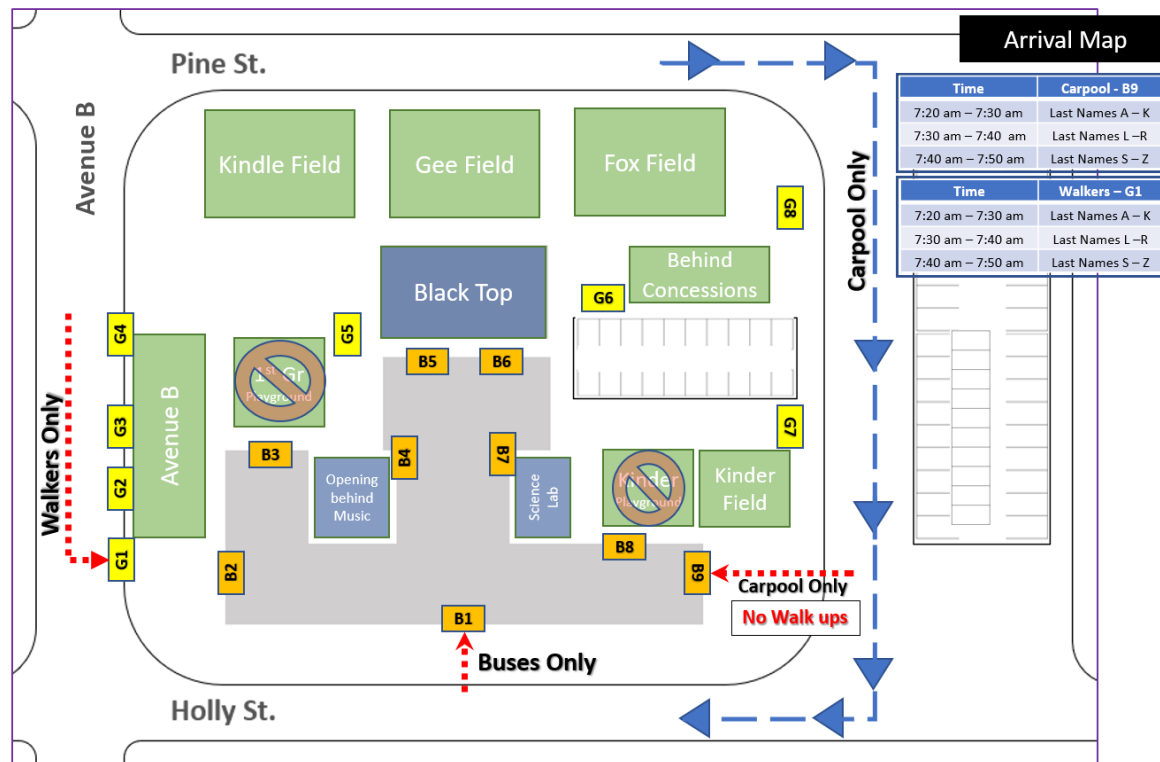 Arrival Map
Pine St.
Avenue B
Time Carpool - B9
7:20 am – 7:30 am Last Names A – K
7:30 am – 7:40  am Last Names L –R
7:40 am – 7:50 am Last Names S – Z
Time Walkers – G1
7:20 am – 7:30 am Last Names A – K
7:30 am – 7:40 am Last Names L –R
7:40 am – 7:50 am Last Names S – Z
Kindle Field
Gee Field
Fox Field
G8
Carpool Only
Black Top
Behind
Concessions
G6
G4
G5
1st Gr
Playground
B5
B6
Walkers Only
Avenue B
G3
G7
B3
B4
B7
G2
Opening
behind
Music
Science
Lab
Kinder
Playground
Kinder
Field
G1
B2
B8
B9
Carpool Only
No Walk ups
B1
Buses Only
Holly St.